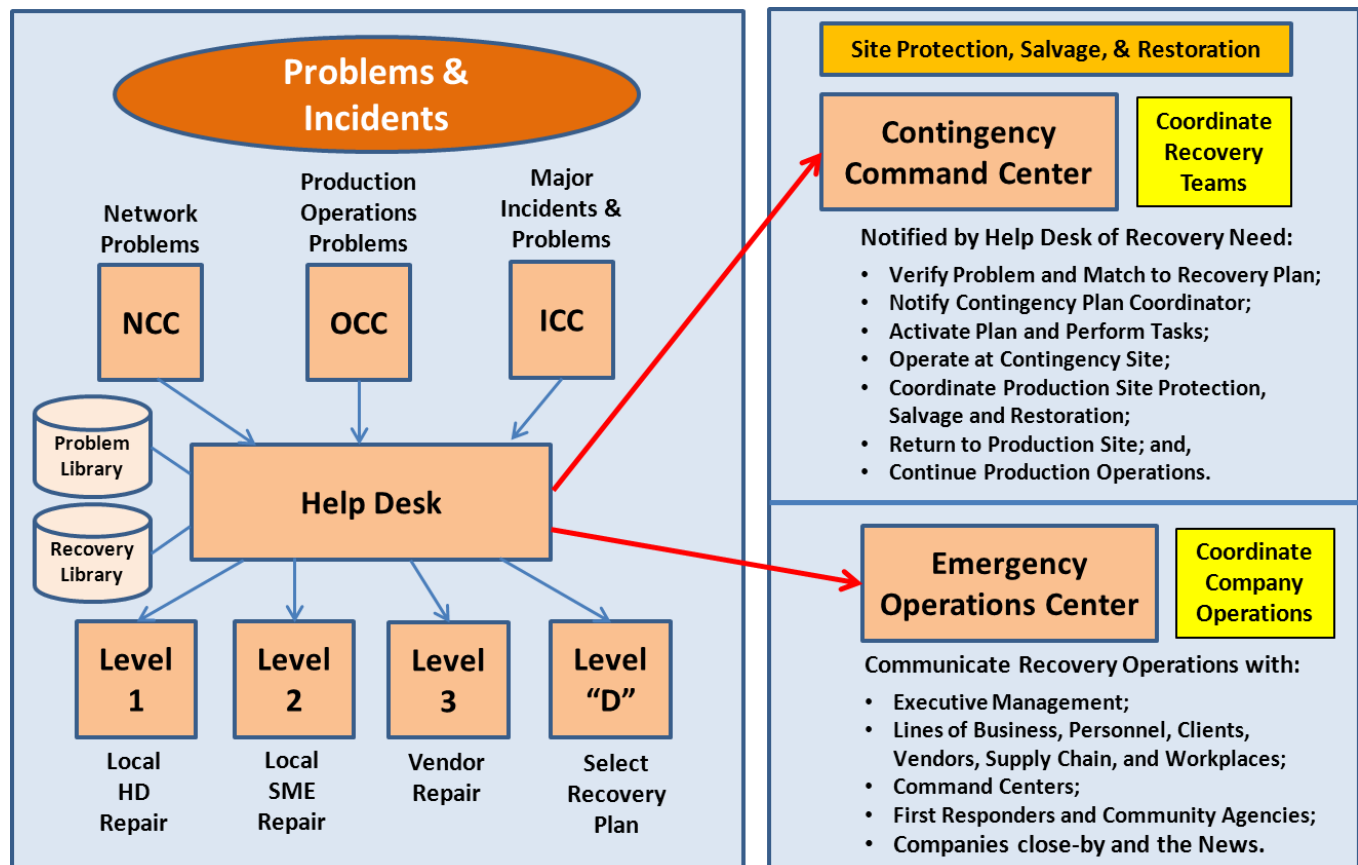 Problems &
Incidents
Network
Problems
Production
Operations
Problems
Major
Incidents &
Problems
NCC
OCC
ICC
Problem
Library
Recovery
Library
Help Desk
Level
1
Level
2
Level
3
Level
“D”
Local
HD
Repair
Local
SME
Repair
Vendor
Repair
Select
Recovery
Plan
Site Protection, Salvage, & Restoration
Contingency
Command Center
Coordinate
Recovery
Teams
Notified by Help Desk of Recovery Need:
• Verify Problem and Match to Recovery Plan;
• Notify Contingency Plan Coordinator;
• Activate Plan and Perform Tasks;
• Operate at Contingency Site;
• Coordinate Production Site Protection,
Salvage and Restoration;
• Return to Production Site; and,
• Continue Production Operations.
Emergency
Operations Center
Coordinate
Company
Operations
Communicate Recovery Operations with:
• Executive Management;
• Lines of Business, Personnel, Clients,
Vendors, Supply Chain, and Workplaces;
• Command Centers;
• First Responders and Community Agencies;
• Companies close-by and the News.